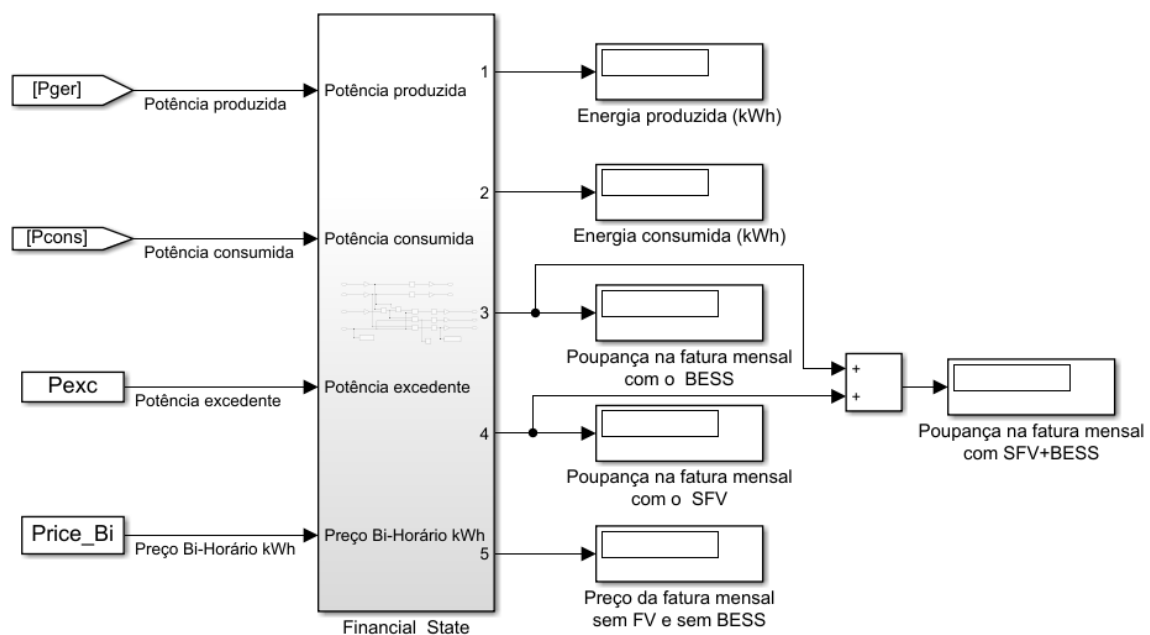 [Pger]
Potência produzida
Potência produzida
1
Energia produzida (kWh)
[Pcons]
Potência consumida
Potência consumida
2
Energia consumida (kWh)
3
Poupança na fatura mensal
com o BESS
Pexc
Potência excedente
Potência excedente
4
Poupança na fatura mensal
com o SFV
+
+
Poupança na fatura mensal
com SFV+BESS
Price_Bi
Preço Bi-Horário kWh
Preço Bi-Horário kWh
5
Preço da fatura mensal
sem FV e sem BESS
Financial_State